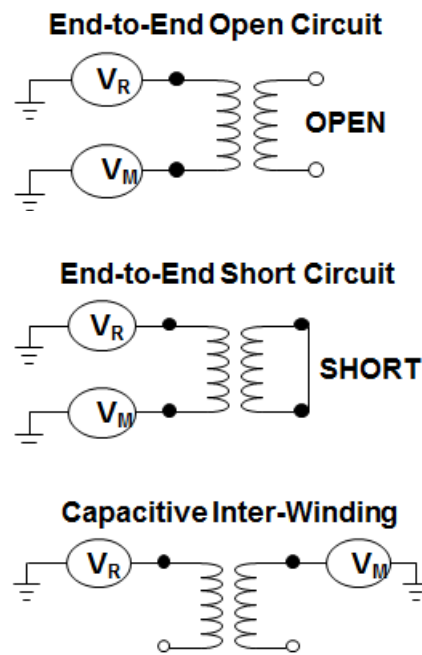 End-to-End Open Circuit
VR
OPEN
VM
End-to-End Short Circuit
VR
SHORT
VM
Capacitive Inter-Winding
VR VM